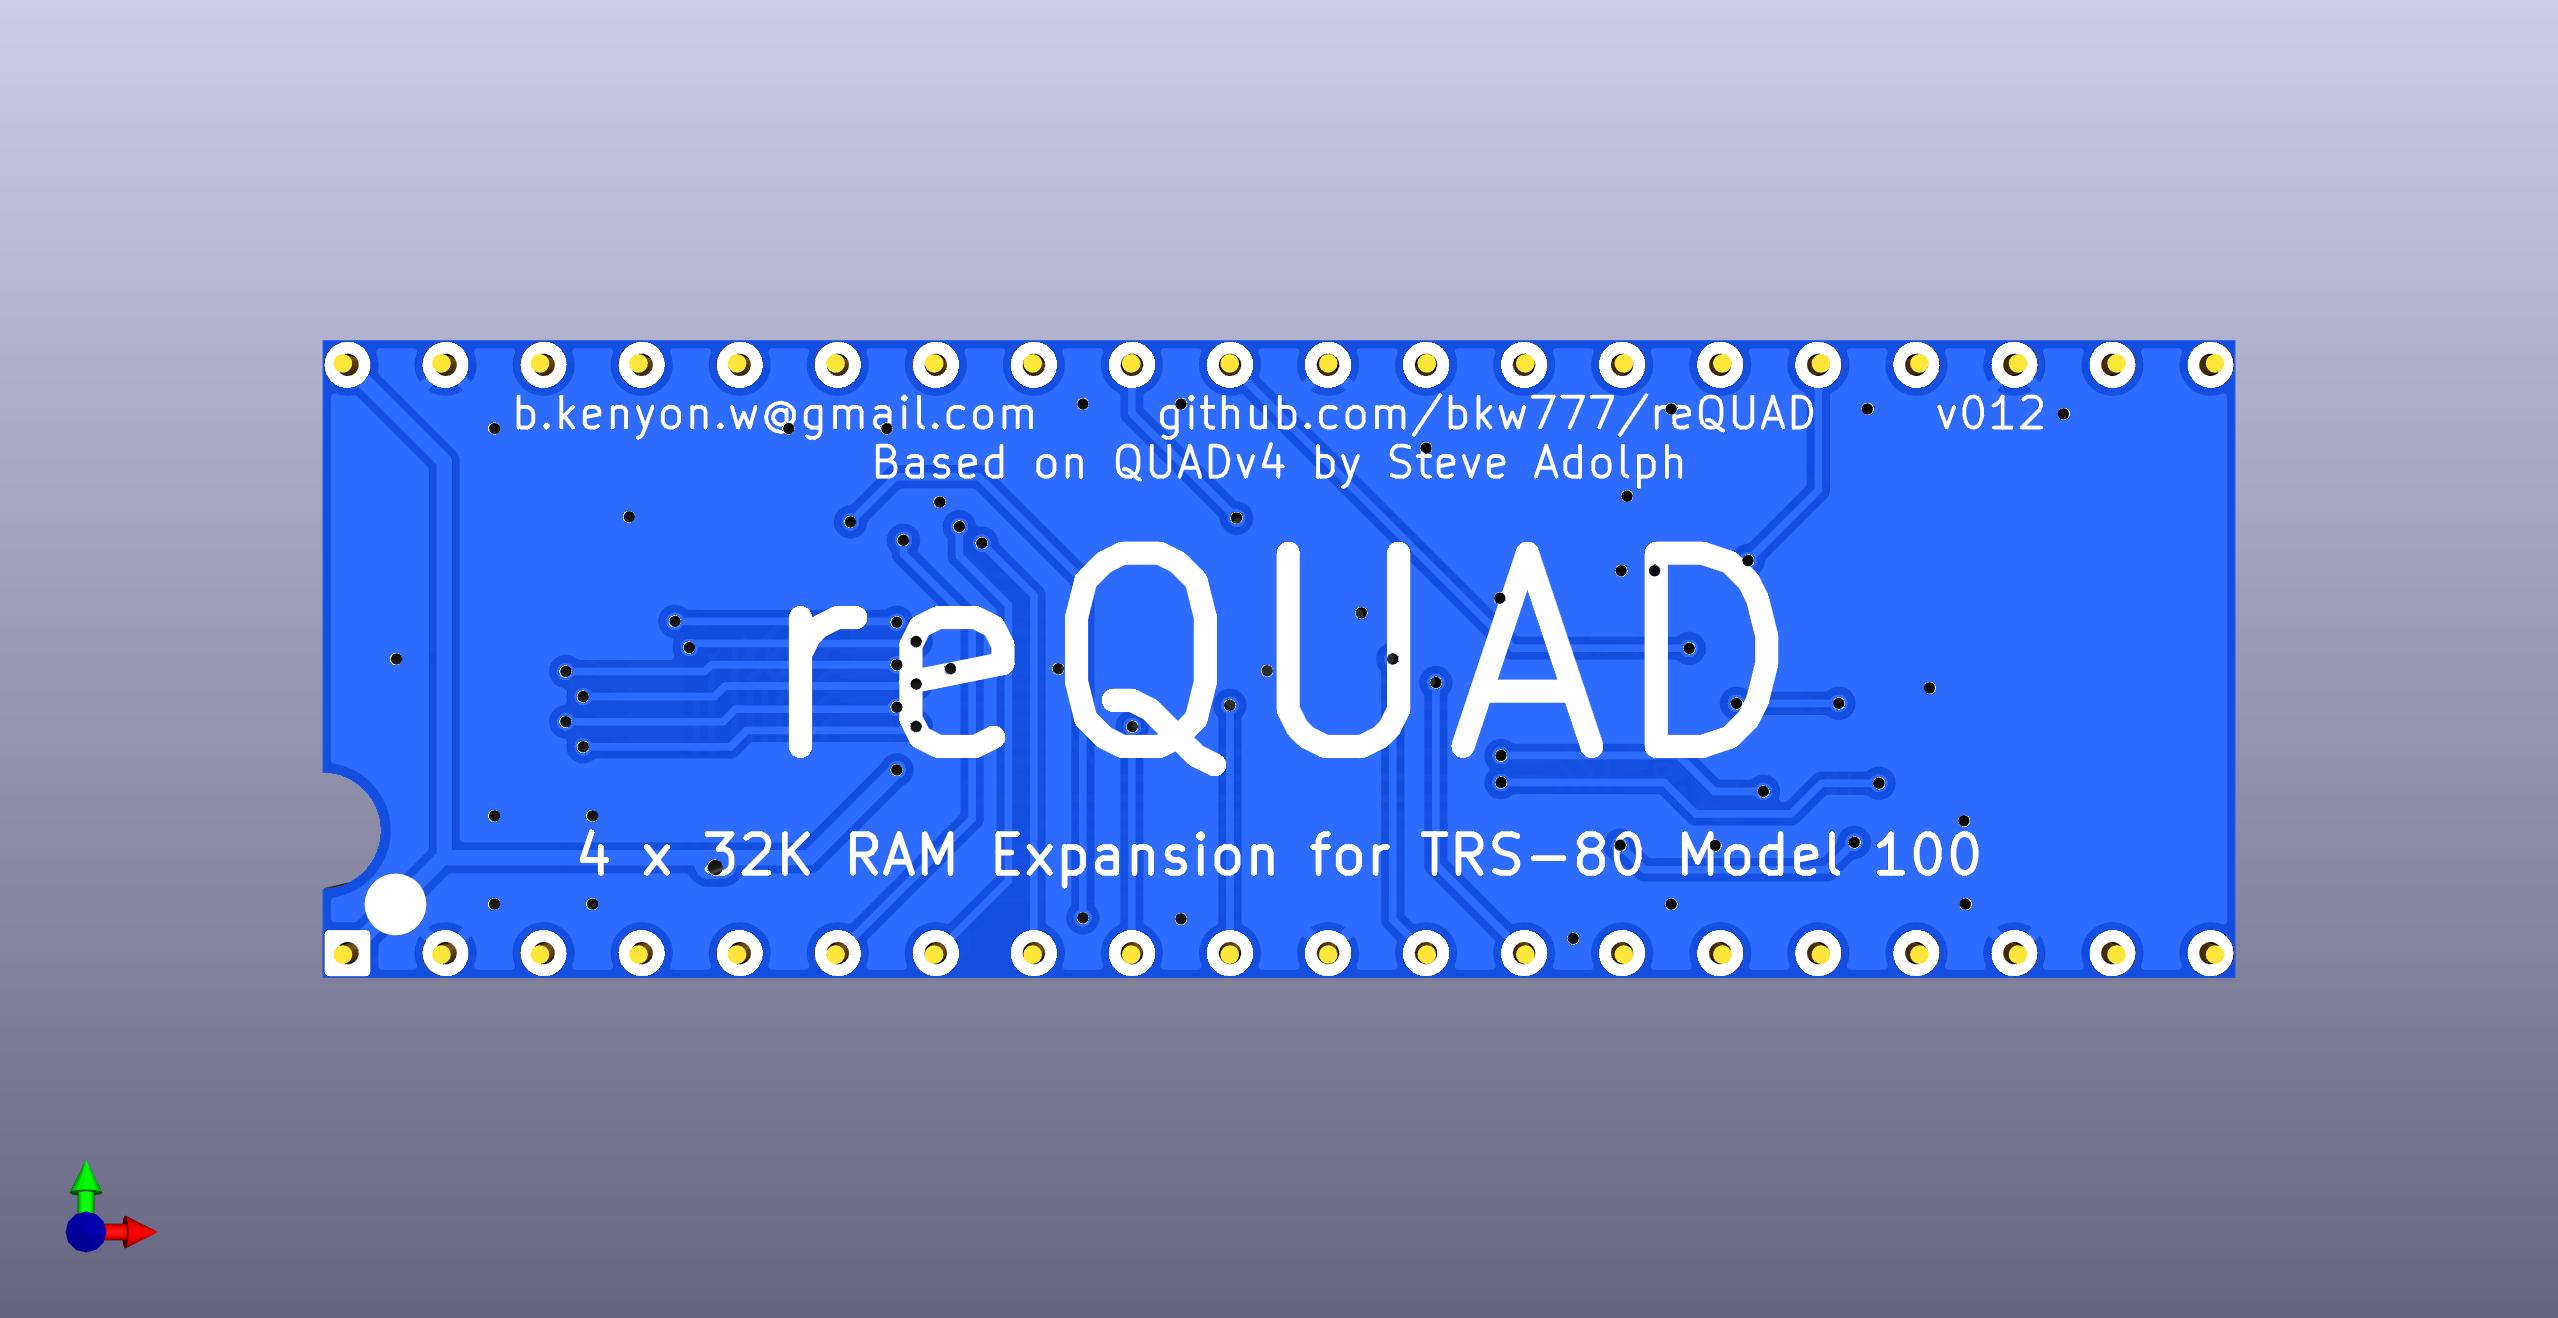 b.kenyon.w@gmail.com github.com/bkw777/reQUAD v012
Based on QUADv4 by Steve Adolph
reQUAD
4 x 32K RAM Expansion for TRS-80 Model 100